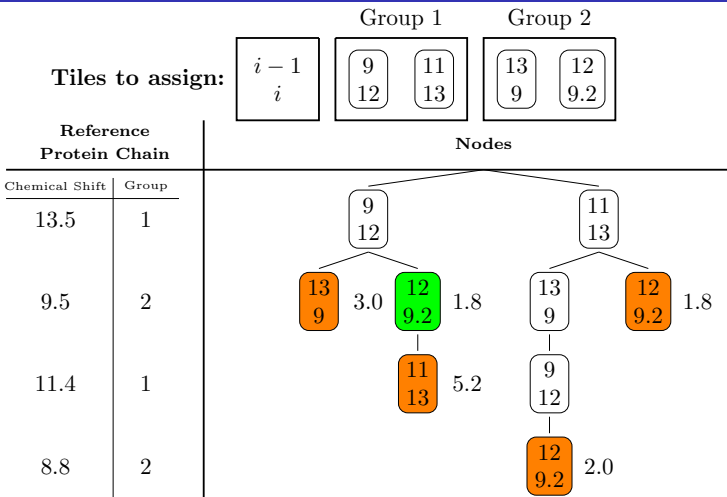 Group 1 Group 2
Tiles to assign:
i − 1 9 11 13 12
i 12 13 9 9.2
Reference
Protein Chain
Nodes
Chemical Shift Group
9 11
13.5 1
12 13
13 12 13 12
9.5 2 3.0 1.8 1.8
9 9.2 9 9.2
11 9
11.4 1 5.2
13 12
12
8.8 2 2.0
9.2